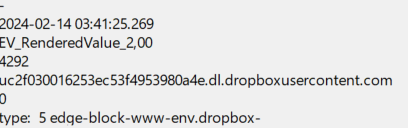 -
2024-02-14 03:41:25.269
EV_RenderedValue_2,00
4292
uc2f030016253ec53f4953980a4e.dl.dropboxusercontent.com
0
type:  5 edge-block-www-env.dropbox-